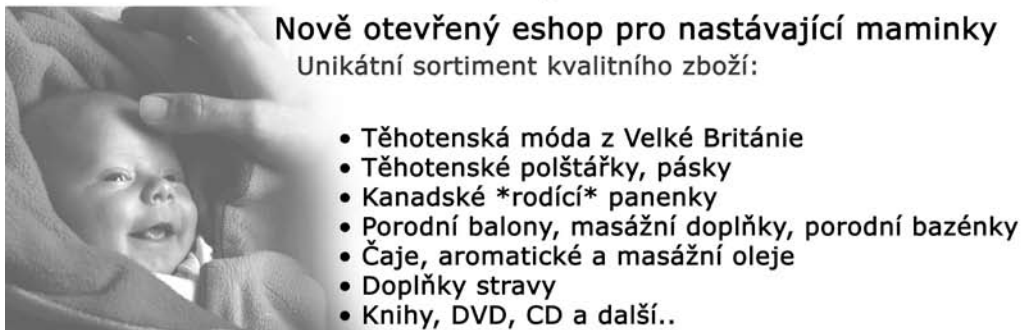 Nově otevřený eshop pro nastávající maminky
Unikátní sortiment kvalitního zboží:
• Těhotenská móda z Velké Británie
• Těhotenské polštářky, pásky
• Kanadské *rodící* panenky
• Porodní balony, masážní doplňky, porodní bazénky
• Čaje, aromatické a masážní oleje
• Doplňky stravy
• Knihy, DVD, CD a další..